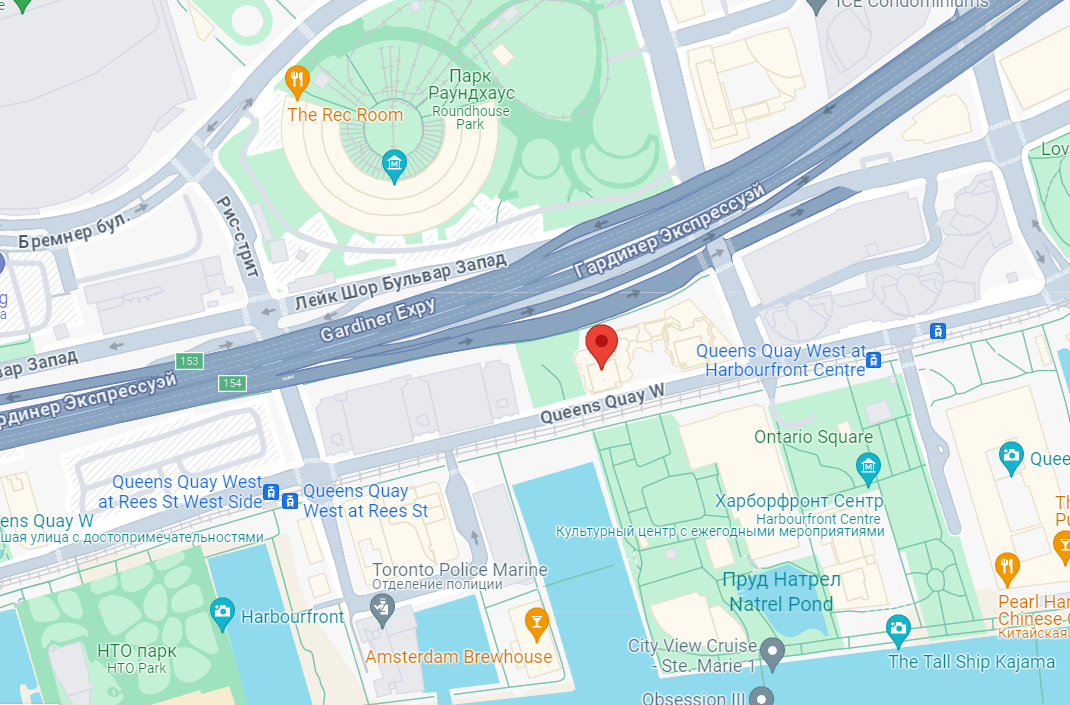 ICE Condominiums
Парк
Раундхаус
Roundhouse
Park
The Rec Room
Lov
Рис-стрит
Бремнер бул.
Гардинер Экспрессуэй
Лейк Шор Бульвар Запад
Gardiner Expy
g
a
153
154
вар Запад
рдинер Экспрессуэй
Queens Quay West at
Harbourfront Centre
Queens Quay W
Ontario Square
Quee
Queens Quay West
at Rees St West Side
Queens Quay
West at Rees St
Харборфронт Сентр
Harbourfront Centre
Культурный центр с ежегодными мероприятиями
ens Quay W
шая улица с достопримечательностями
Th
Pu
Toronto Police Marine
Отделение полиции
Пруд Натрел
Natrel Pond
Harbourfront
Pearl Har
Chinese C
Китайская
НТО парк
HTO Park
Amsterdam Brewhouse
City View Cruise
- Ste. Marie 1
The Tall Ship Kajama
Obsession III